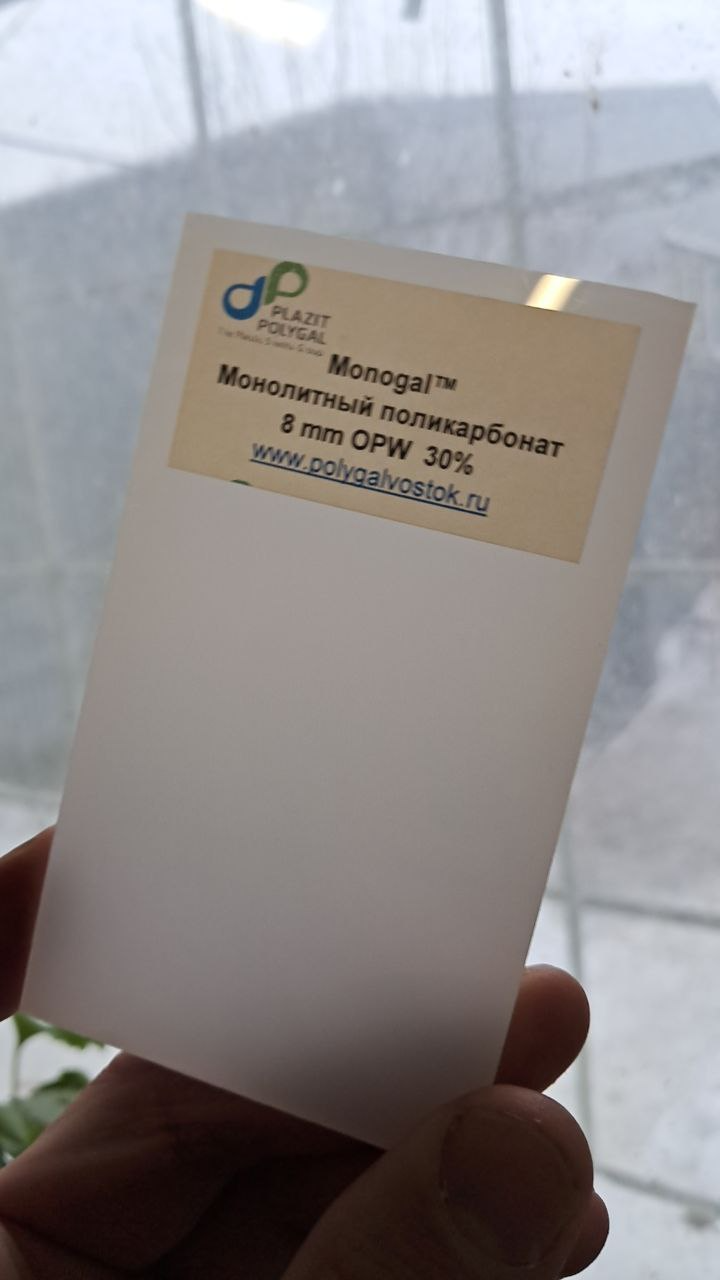 PLAZIT
POLYGAL
Monogal™
Монолитный поликарбонат
8 mm OPW 30%
www.polygalvostok.ru